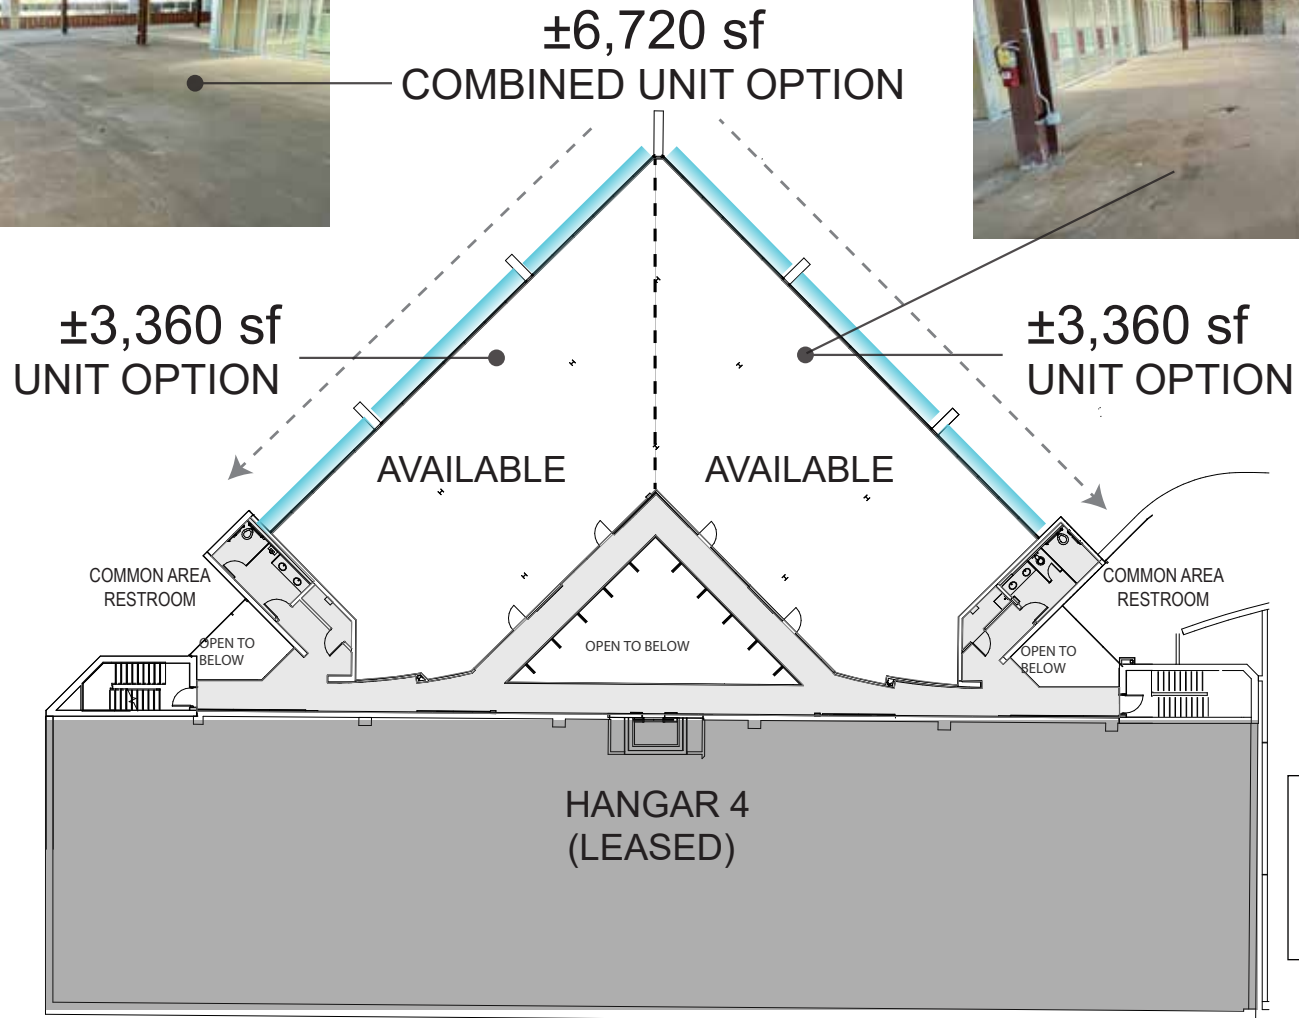 ±6,720 sf
COMBINED UNIT OPTION
±3,360 sf
UNIT OPTION
±3,360 sf
UNIT OPTION
AVAILABLE
AVAILABLE
COMMON AREA
RESTROOM
COMMON AREA
RESTROOM
OPEN TO
BELOW
OPEN TO BELOW
OPEN TO
BELOW
HANGAR 4
(LEASED)